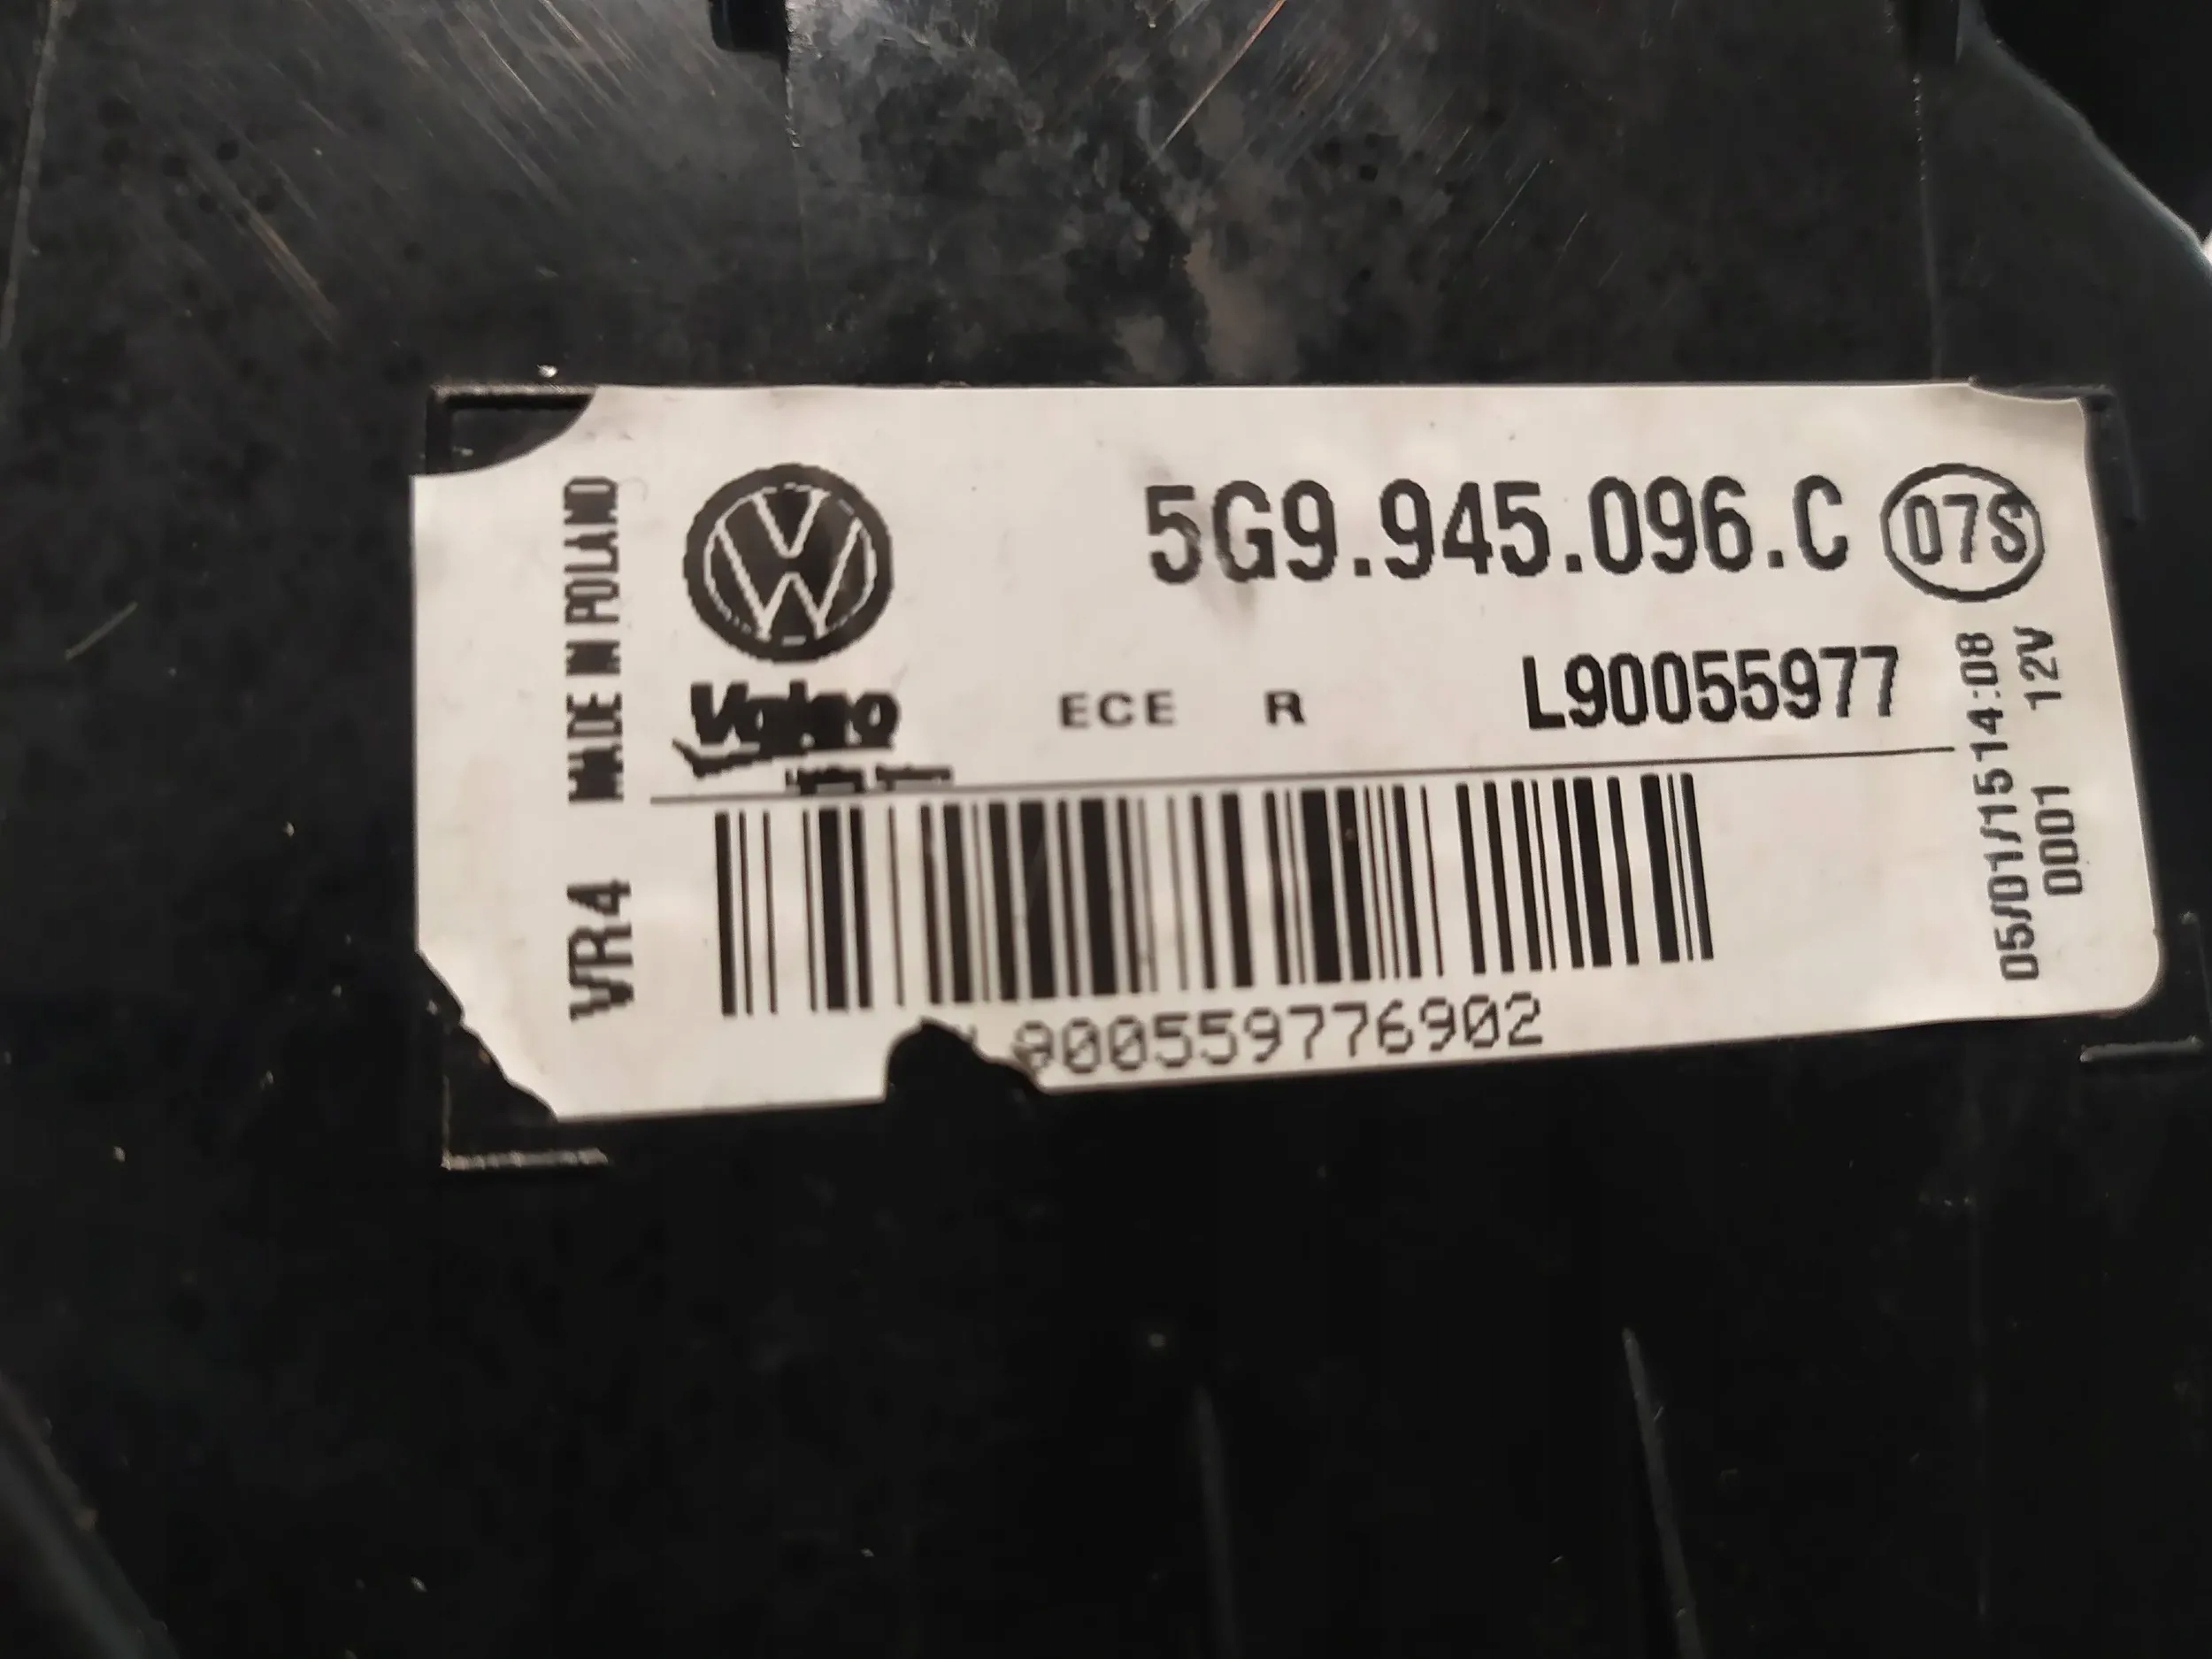 5G9.945.096.C 07S
MADE IN POLAND
Valeo
ECE R L90055977
VR4
05/01/15 14:08
0001 12V
900559776902